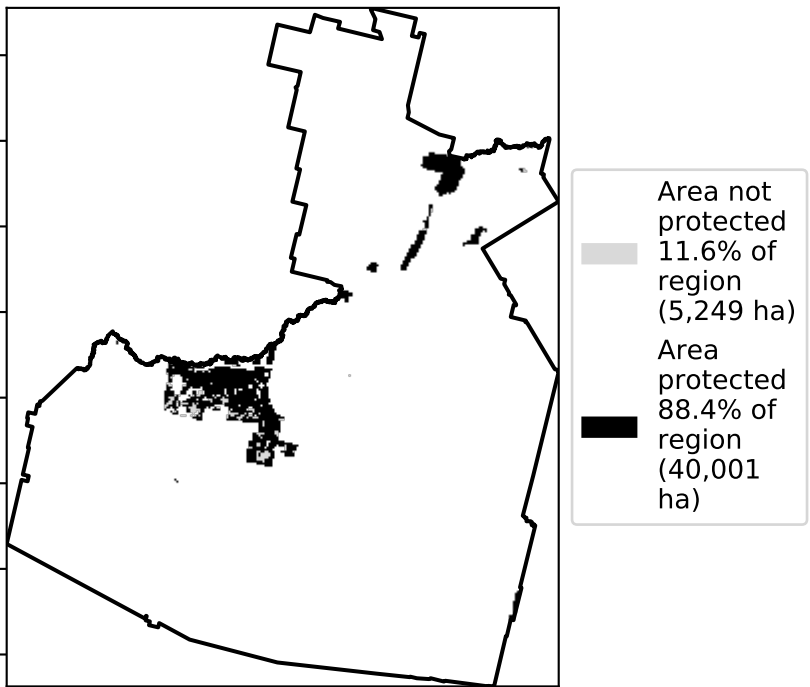 Area not
protected
11.6% of
region
(5,249 ha)
Area
protected
88.4% of
region
(40,001
ha)